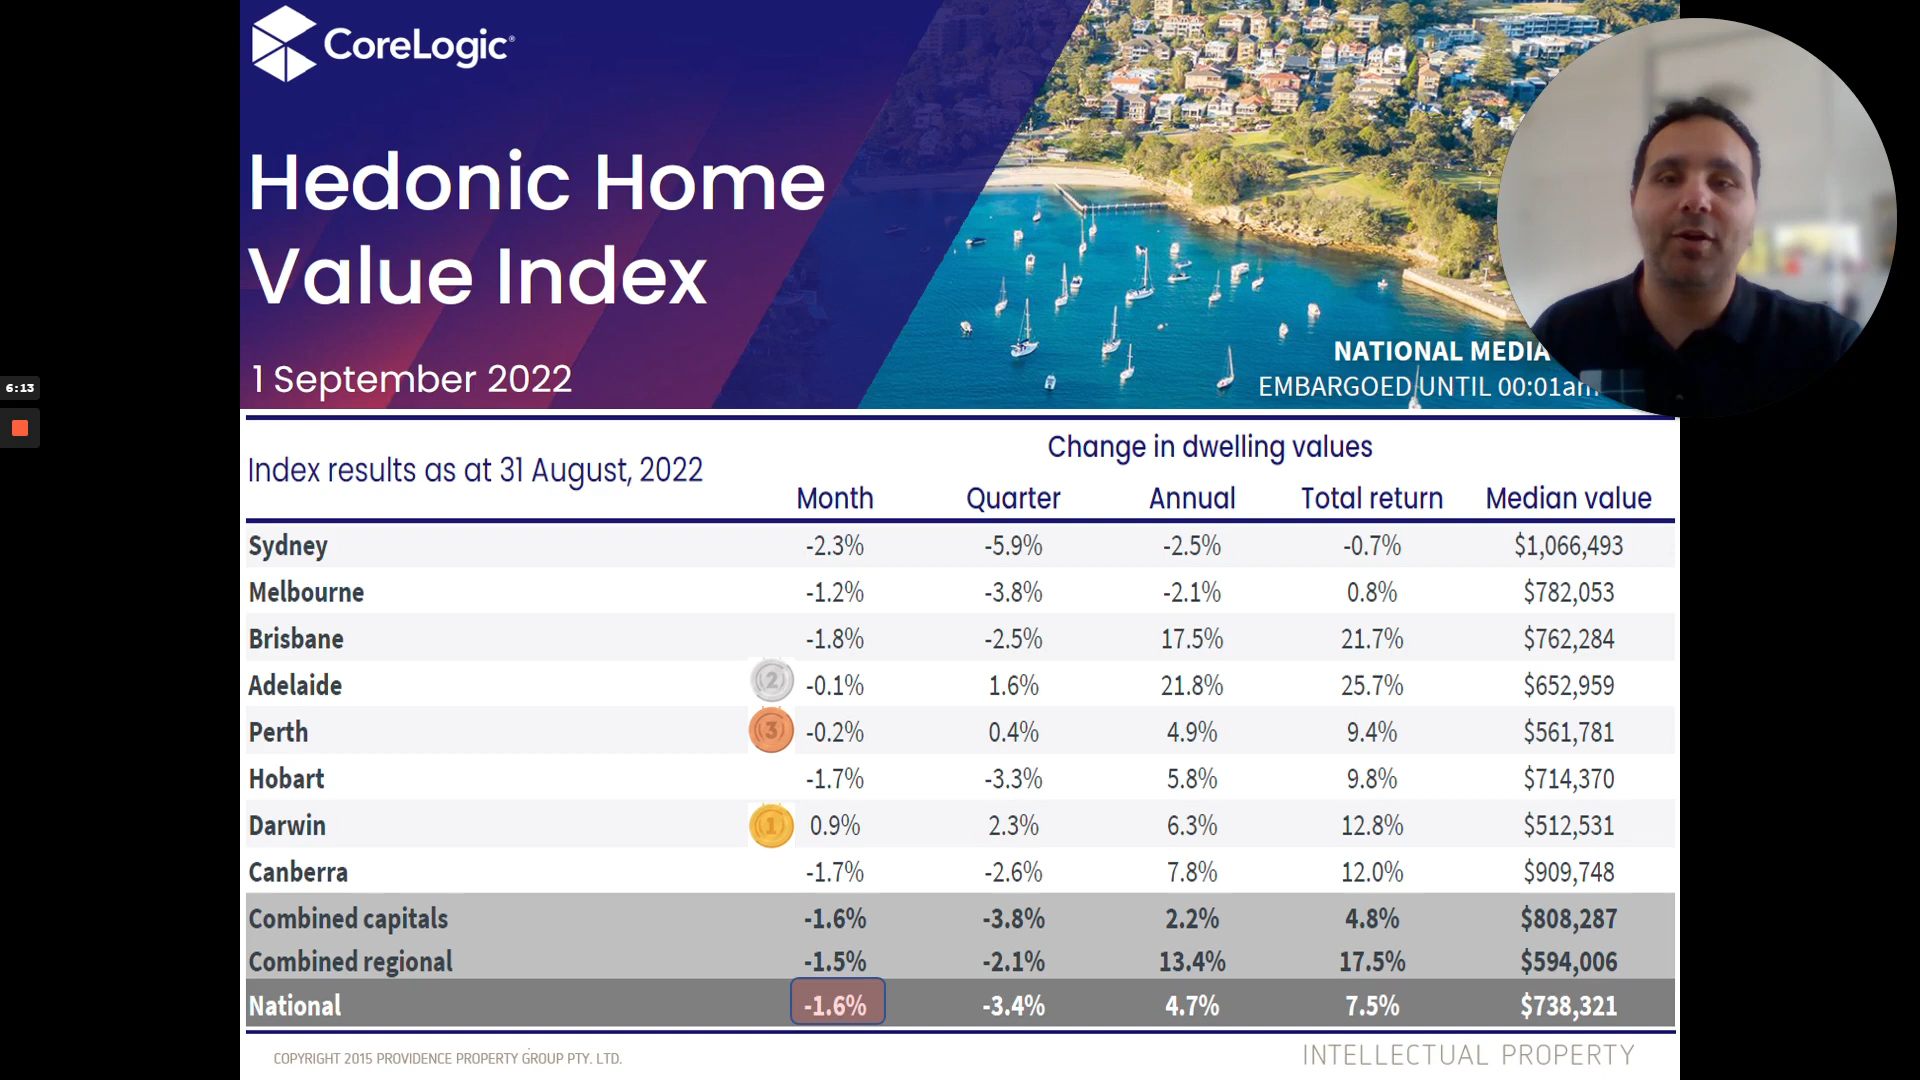 CoreLogic®
Hedonic Home
Value Index
1 September 2022
NATIONAL MEDIA
EMBARGOED UNTIL 00:01am
6:13
Index results as at 31 August, 2022
Change in dwelling values
Month Quarter Annual Total return Median value
Sydney -2.3% -5.9% -2.5% -0.7% $1,066,493
Melbourne -1.2% -3.8% -2.1% 0.8% $782,053
Brisbane -1.8% -2.5% 17.5% 21.7% $762,284
Adelaide 2 -0.1% 1.6% 21.8% 25.7% $652,959
Perth 3 -0.2% 0.4% 4.9% 9.4% $561,781
Hobart -1.7% -3.3% 5.8% 9.8% $714,370
Darwin 1 0.9% 2.3% 6.3% 12.8% $512,531
Canberra -1.7% -2.6% 7.8% 12.0% $909,748
Combined capitals -1.6% -3.8% 2.2% 4.8% $808,287
Combined regional -1.5% -2.1% 13.4% 17.5% $594,006
National -1.6% -3.4% 4.7% 7.5% $738,321
COPYRIGHT 2015 PROVIDENCE PROPERTY GROUP PTY. LTD.
INTELLECTUAL PROPERTY